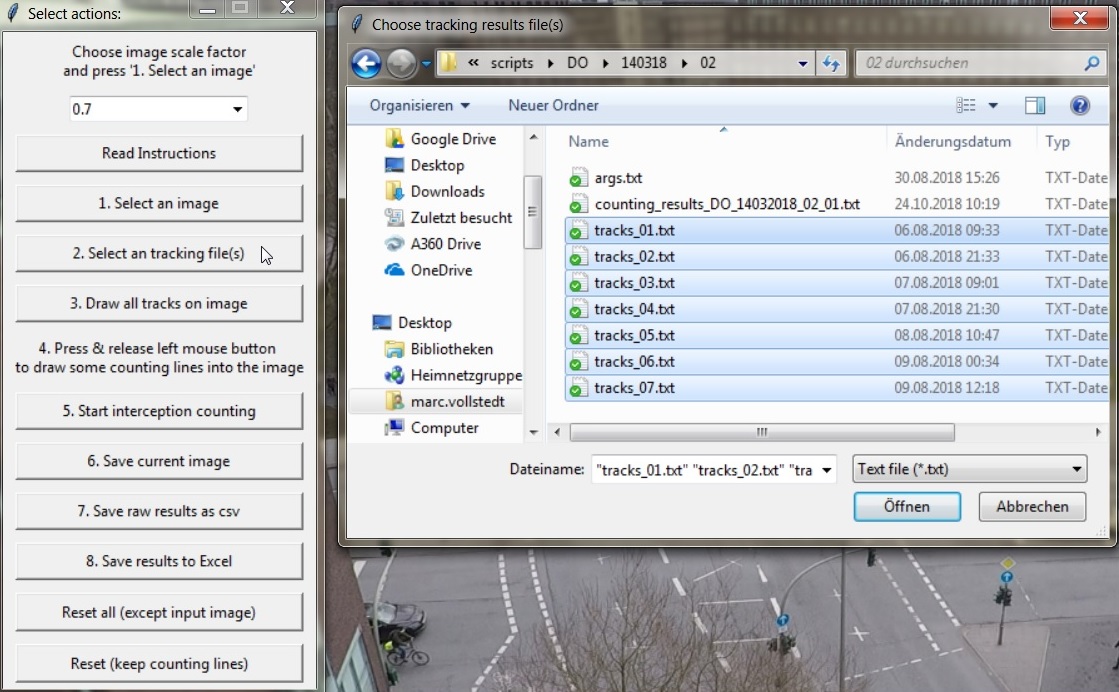 Select actions:
Choose image scale factor
and press '1. Select an image'
0.7
Read Instructions
1. Select an image
2. Select an tracking file(s)
3. Draw all tracks on image
4. Press & release left mouse button
to draw some counting lines into the image
5. Start interception counting
6. Save current image
7. Save raw results as csv
8. Save results to Excel
Reset all (except input image)
Reset (keep counting lines)
Choose tracking results file(s)
« scripts DO 140318 02
02 durchsuchen
Organisieren Neuer Ordner
Google Drive
Desktop
Downloads
Zuletzt besucht
A360 Drive
OneDrive
Desktop
Bibliotheken
Heimnetzgruppe
marc.vollstedt
Computer
Name Änderungsdatum Typ
args.txt 30.08.2018 15:26 TXT-Date
counting_results_DO_14032018_02_01.txt 24.10.2018 10:19 TXT-Date
tracks_01.txt 06.08.2018 09:33 TXT-Date
tracks_02.txt 06.08.2018 21:33 TXT-Date
tracks_03.txt 07.08.2018 09:01 TXT-Date
tracks_04.txt 07.08.2018 21:30 TXT-Date
tracks_05.txt 08.08.2018 10:47 TXT-Date
tracks_06.txt 09.08.2018 00:34 TXT-Date
tracks_07.txt 09.08.2018 12:18 TXT-Date
Dateiname: "tracks_01.txt" "tracks_02.txt" "tra
Text file (*.txt)
Öffnen Abbrechen